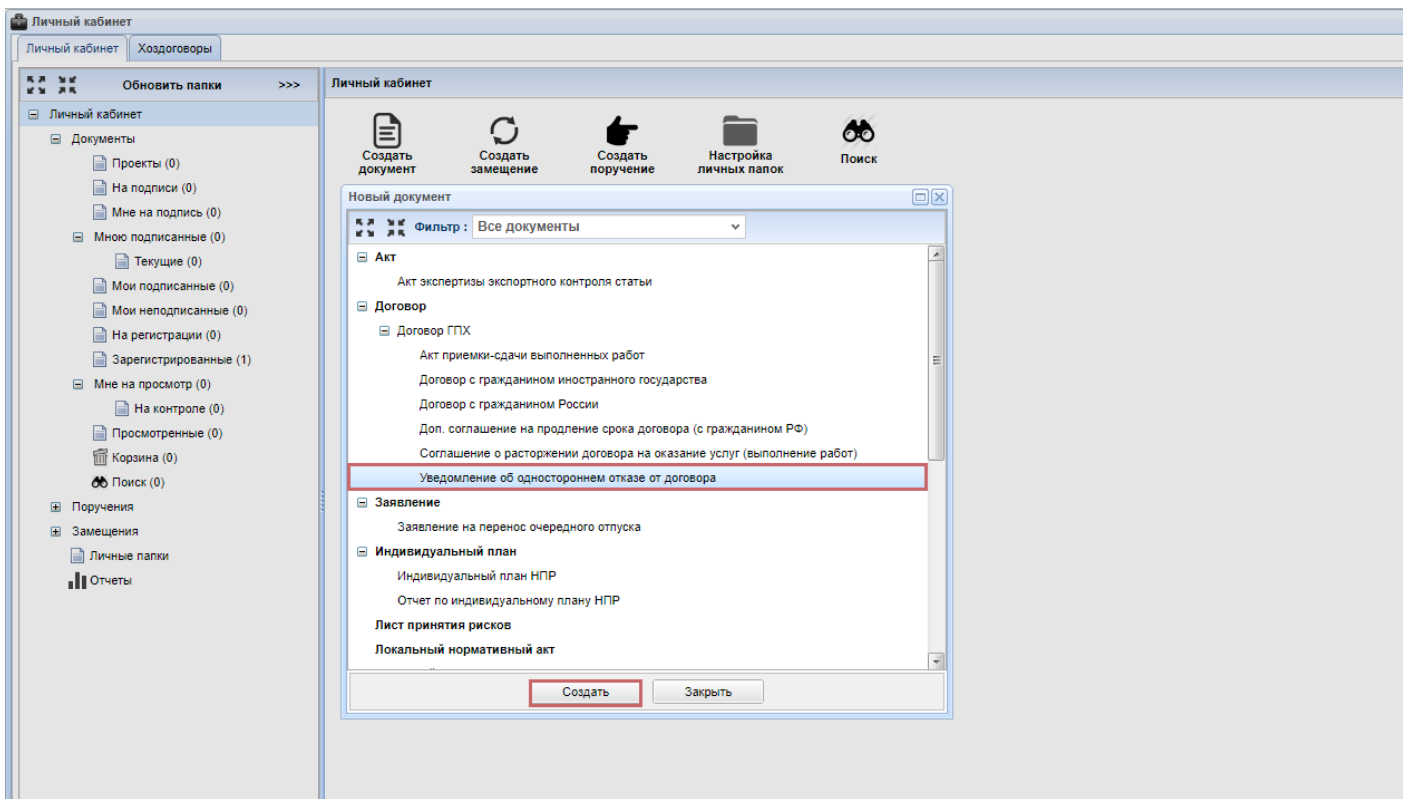 Личный кабинет
Личный кабинет
Хоздоговоры
Обновить папки >>>
Личный кабинет
Документы
Проекты (0)
На подписи (0)
Мне на подпись (0)
Мною подписанные (0)
Текущие (0)
Мои подписанные (0)
Мои неподписанные (0)
На регистрации (0)
Зарегистрированные (1)
Мне на просмотр (0)
На контроле (0)
Просмотренные (0)
Корзина (0)
Поиск (0)
Поручения
Замещения
Личные папки
Отчеты
Личный кабинет
Создать
документ
Создать
замещение
Создать
поручение
Настройка
личных папок
Поиск
Новый документ
Фильтр : Все документы
Акт
Акт экспертизы экспортного контроля статьи
Договор
Договор ГПХ
Акт приемки-сдачи выполненных работ
Договор с гражданином иностранного государства
Договор с гражданином России
Доп. соглашение на продление срока договора (с гражданином РФ)
Соглашение о расторжении договора на оказание услуг (выполнение работ)
Уведомление об одностороннем отказе от договора
Заявление
Заявление на перенос очередного отпуска
Индивидуальный план
Индивидуальный план НПР
Отчет по индивидуальному плану НПР
Лист принятия рисков
Локальный нормативный акт
Создать
Закрыть